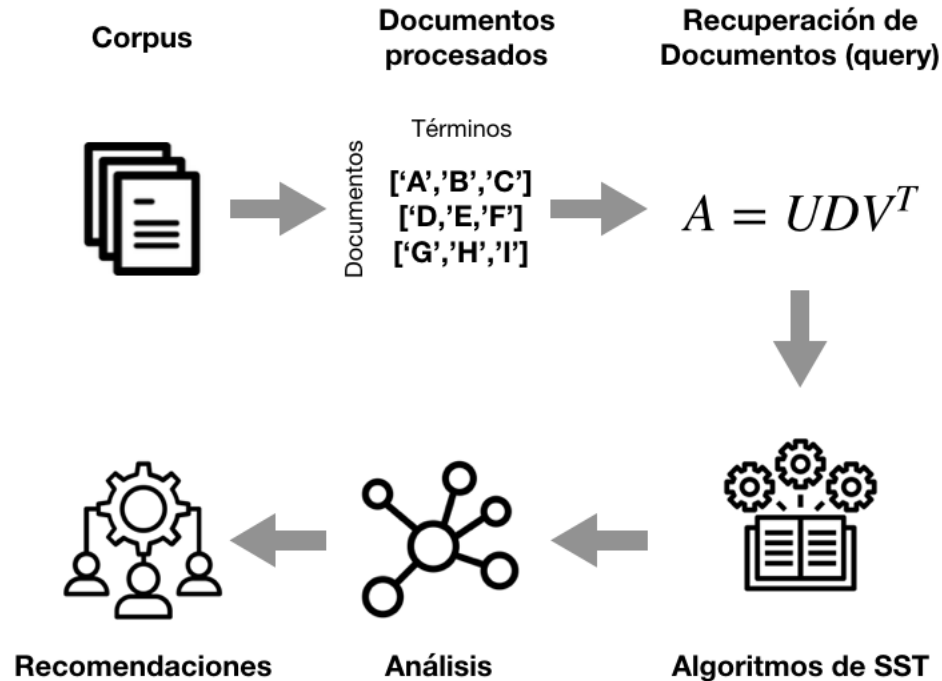 Corpus
Documentos
procesados
Recuperación de
Documentos (query)
Términos
Documentos
[‘A’,’B’,’C’]
[‘D,’E,’F’]
[‘G’,’H’,’I’]
A = UDV^T
Recomendaciones
Análisis
Algoritmos de SST